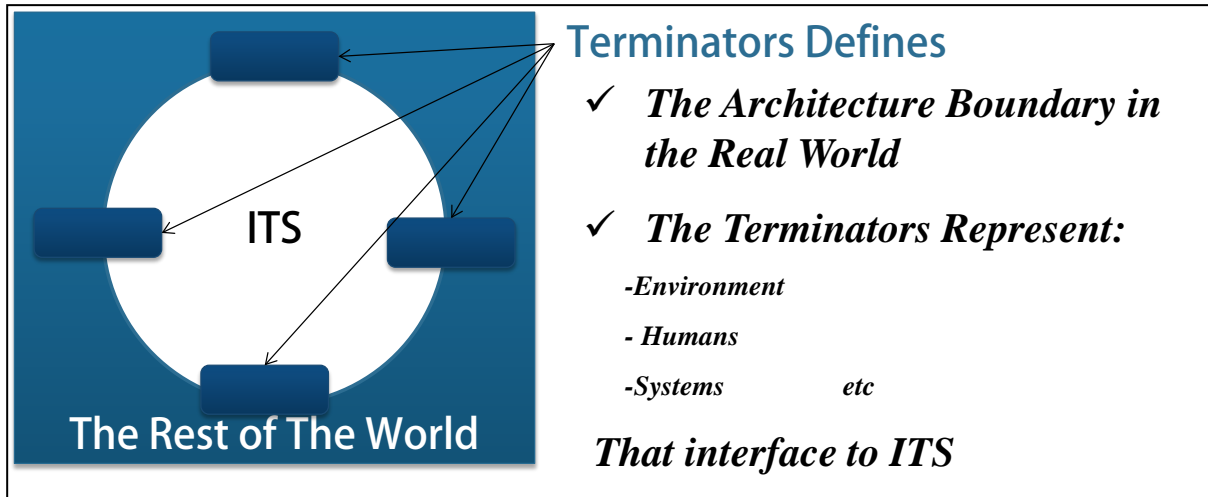 ITS
The Rest of The World
Terminators Defines
✓ The Architecture Boundary in
the Real World
✓ The Terminators Represent:
-Environment
- Humans
-Systems etc
That interface to ITS